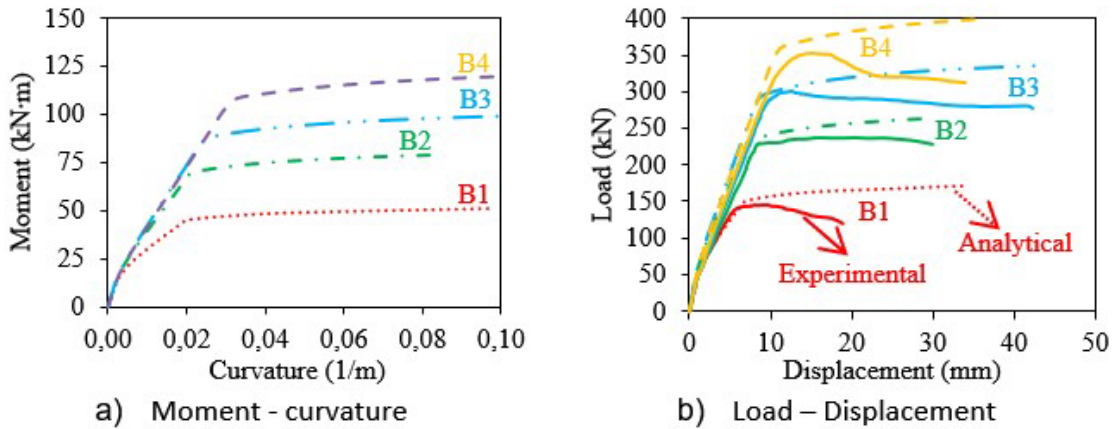 Moment (kN·m)
150
125
100
75
50
25
0
B4
B3
B2
B1
0,00 0,02 0,04 0,06 0,08 0,10
Curvature (1/m)
a) Moment - curvature
Load (kN)
400
350
300
250
200
150
100
50
0
B4
B3
B2
B1
Analytical
Experimental
0 10 20 30 40 50
Displacement (mm)
b) Load – Displacement